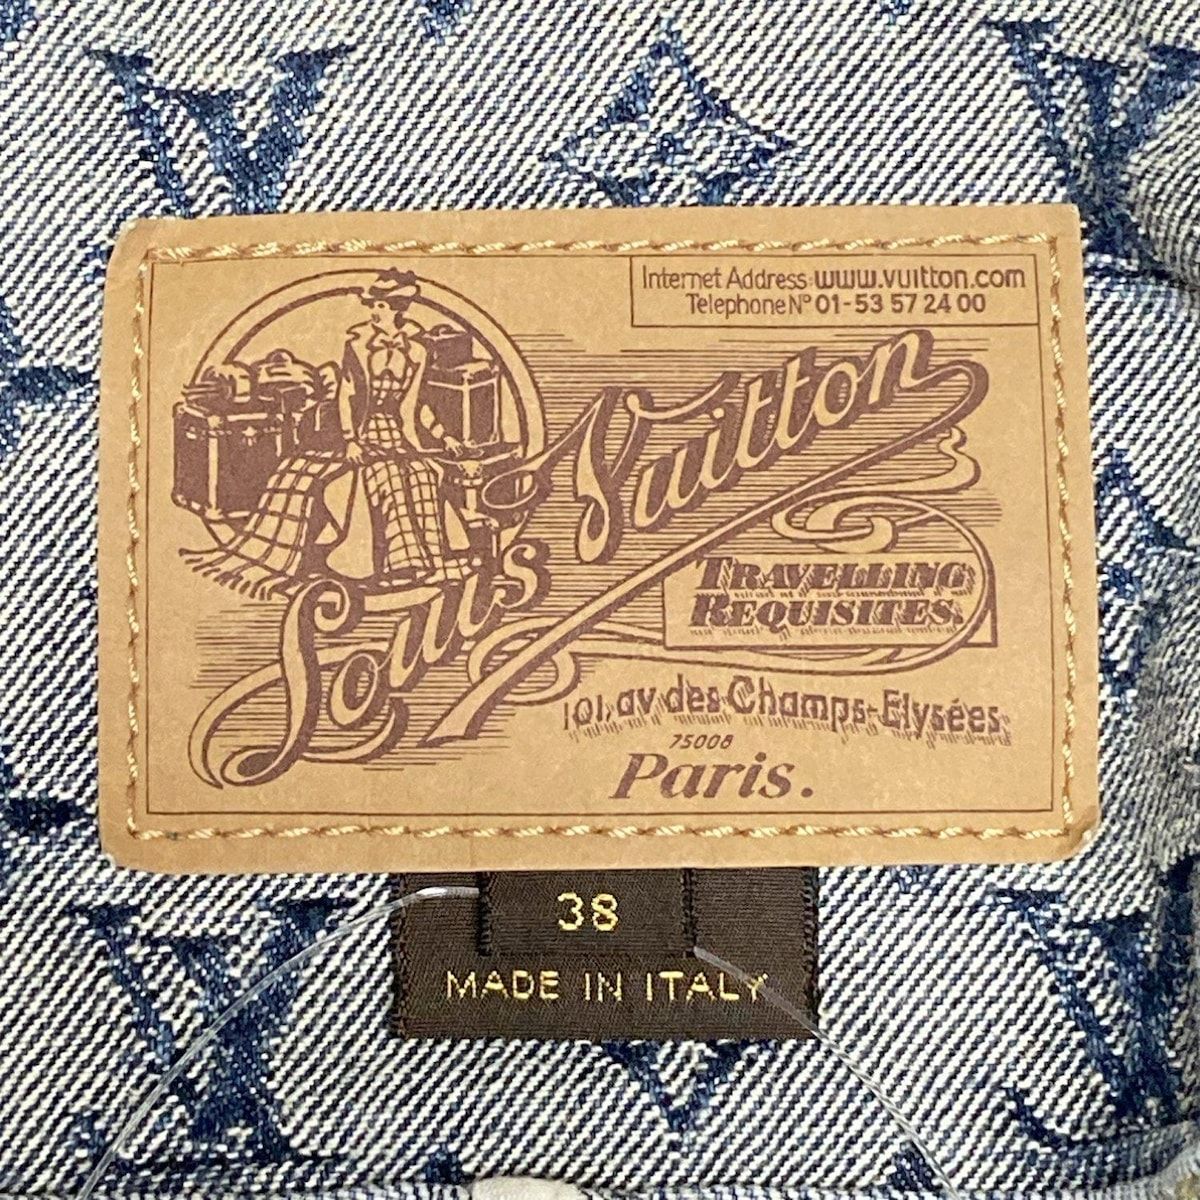 Internet Address: www.vuitton.com
Telephone Nº 01-53 57 24 00
Louis Vuitton
TRAVELLING
REQUISITES.
101, av des Champs-Elysées
75008
Paris.
38
MADE IN ITALY